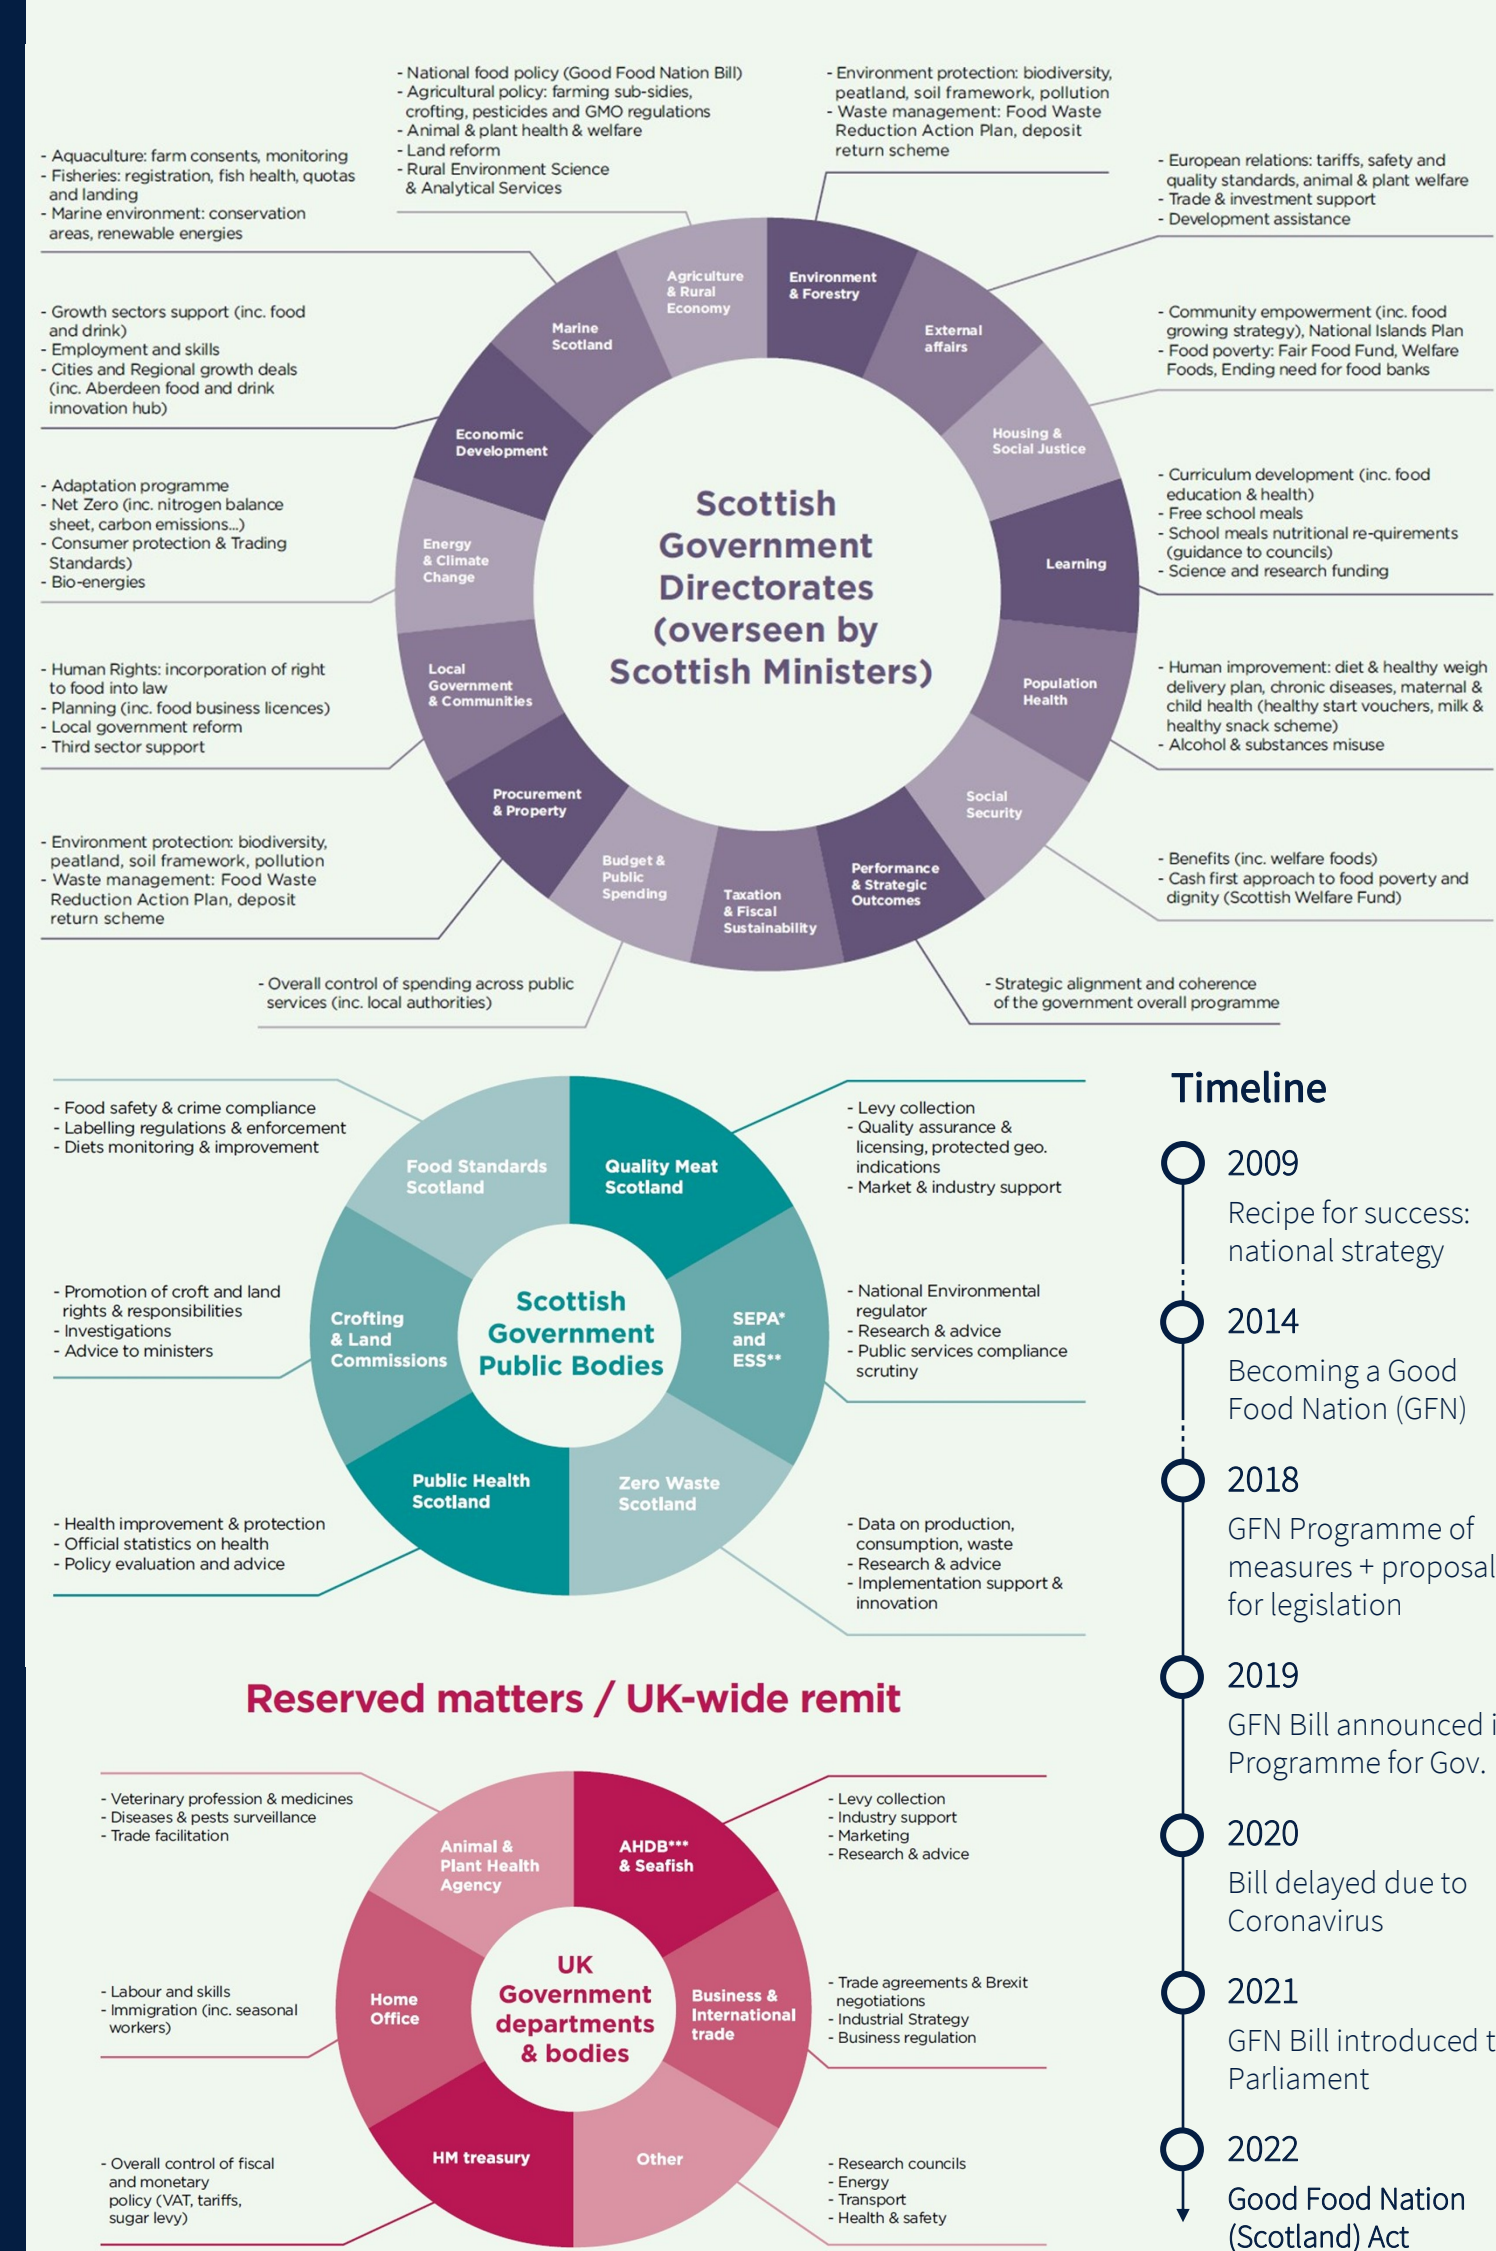 - National food policy (Good Food Nation Bill)
- Agricultural policy: farming sub-sidies,
crofting, pesticides and GMO regulations
- Animal & plant health & welfare
- Land reform
- Rural Environment Science
& Analytical Services
- Environment protection: biodiversity,
peatland, soil framework, pollution
- Waste management: Food Waste
Reduction Action Plan, deposit
return scheme
- Aquaculture: farm consents, monitoring
- Fisheries: registration, fish health, quotas
and landing
- Marine environment: conservation
areas, renewable energies
- European relations: tariffs, safety and
quality standards, animal & plant welfare
- Trade & investment support
- Development assistance
- Growth sectors support (inc. food
and drink)
- Employment and skills
- Cities and Regional growth deals
(inc. Aberdeen food and drink
innovation hub)
- Community empowerment (inc. food
growing strategy), National Islands Plan
- Food poverty: Fair Food Fund, Welfare
Foods, Ending need for food banks
- Adaptation programme
- Net Zero (inc. nitrogen balance
sheet, carbon emissions...)
- Consumer protection & Trading
Standards)
- Bio-energies
- Curriculum development (inc. food
education & health)
- Free school meals
- School meals nutritional re-quirements
(guidance to councils)
- Science and research funding
- Human Rights: incorporation of right
to food into law
- Planning (inc. food business licences)
- Local government reform
- Third sector support
- Human improvement: diet & healthy weigh
delivery plan, chronic diseases, maternal &
child health (healthy start vouchers, milk &
healthy snack scheme)
- Alcohol & substances misuse
- Environment protection: biodiversity,
peatland, soil framework, pollution
- Waste management: Food Waste
Reduction Action Plan, deposit
return scheme
- Benefits (inc. welfare foods)
- Cash first approach to food poverty and
dignity (Scottish Welfare Fund)
- Overall control of spending across public
services (inc. local authorities)
- Strategic alignment and coherence
of the government overall programme
Agriculture
& Rural
Economy
Environment
& Forestry
External
affairs
Housing &
Social Justice
Learning
Population
Health
Social
Security
Performance
& Strategic
Outcomes
Taxation
& Fiscal
Sustainability
Budget &
Public
Spending
Procurement
& Property
Local
Government
& Communities
Energy
& Climate
Change
Economic
Development
Marine
Scotland
Scottish
Government
Directorates
(overseen by
Scottish Ministers)
- Food safety & crime compliance
- Labelling regulations & enforcement
- Diets monitoring & improvement
- Levy collection
- Quality assurance &
licensing, protected geo.
indications
- Market & industry support
- Promotion of croft and land
rights & responsibilities
- Investigations
- Advice to ministers
- National Environmental
regulator
- Research & advice
- Public services compliance
scrutiny
- Health improvement & protection
- Official statistics on health
- Policy evaluation and advice
- Data on production,
consumption, waste
- Research & advice
- Implementation support &
innovation
Food Standards
Scotland
Quality Meat
Scotland
SEPA*
and
ESS**
Zero Waste
Scotland
Public Health
Scotland
Crofting
& Land
Commissions
Scottish
Government
Public Bodies
Reserved matters / UK-wide remit
- Veterinary profession & medicines
- Diseases & pests surveillance
- Trade facilitation
- Levy collection
- Industry support
- Marketing
- Research & advice
- Labour and skills
- Immigration (inc. seasonal
workers)
- Trade agreements & Brexit
negotiations
- Industrial Strategy
- Business regulation
- Overall control of fiscal
and monetary
policy (VAT, tariffs,
sugar levy)
- Research councils
- Energy
- Transport
- Health & safety
Animal &
Plant Health
Agency
AHDB***
& Seafish
Business &
International
trade
Other
HM treasury
Home
Office
UK
Government
departments
& bodies
Timeline
2009
Recipe for success:
national strategy
2014
Becoming a Good
Food Nation (GFN)
2018
GFN Programme of
measures + proposal
for legislation
2019
GFN Bill announced i
Programme for Gov.
2020
Bill delayed due to
Coronavirus
2021
GFN Bill introduced t
Parliament
2022
Good Food Nation
(Scotland) Act